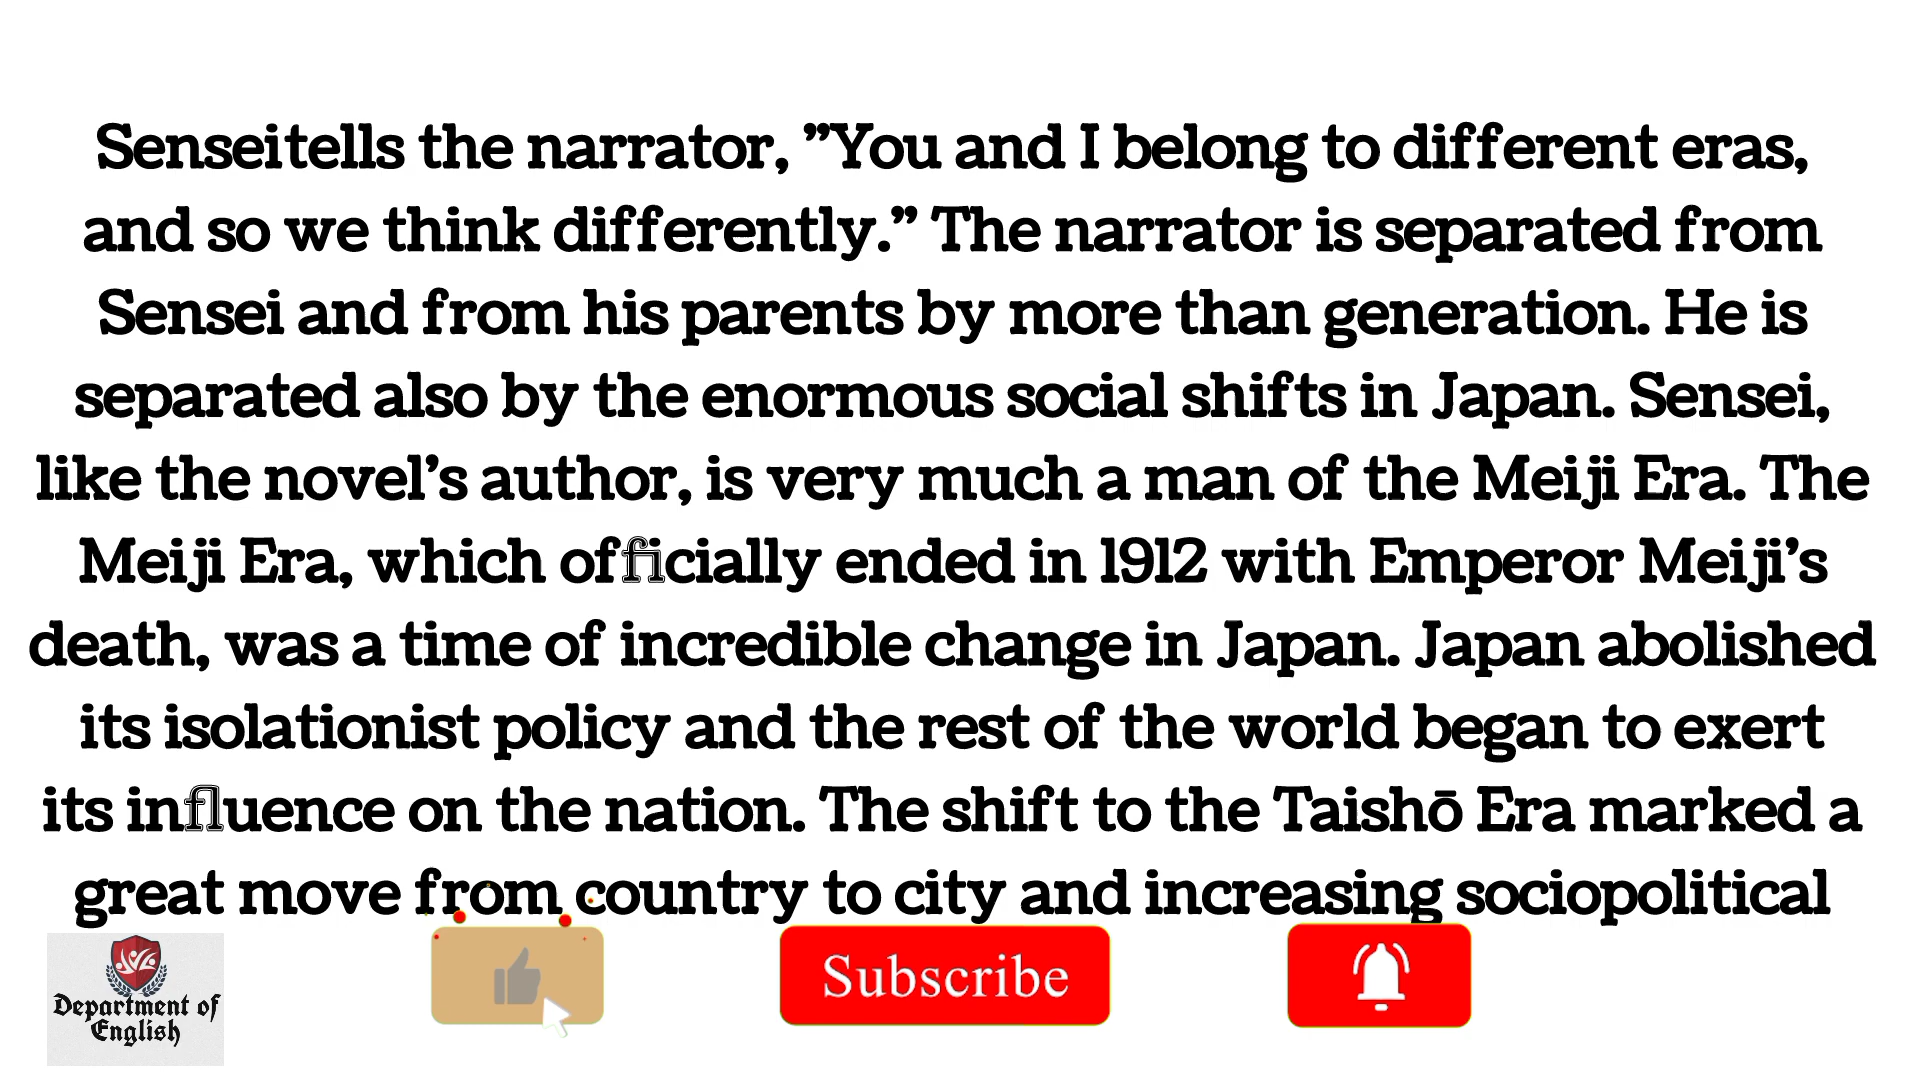 Senseitells the narrator, ”You and I belong to different eras,
and so we think differently.” The narrator is separated from
Sensei and from his parents by more than generation. He is
separated also by the enormous social shifts in Japan. Sensei,
like the novel’s author, is very much a man of the Meiji Era. The
Meiji Era, which officially ended in 1912 with Emperor Meiji’s
death, was a time of incredible change in Japan. Japan abolished
its isolationist policy and the rest of the world began to exert
its influence on the nation. The shift to the Taishō Era marked a
great move from country to city and increasing sociopolitical
Department of
English
Subscribe